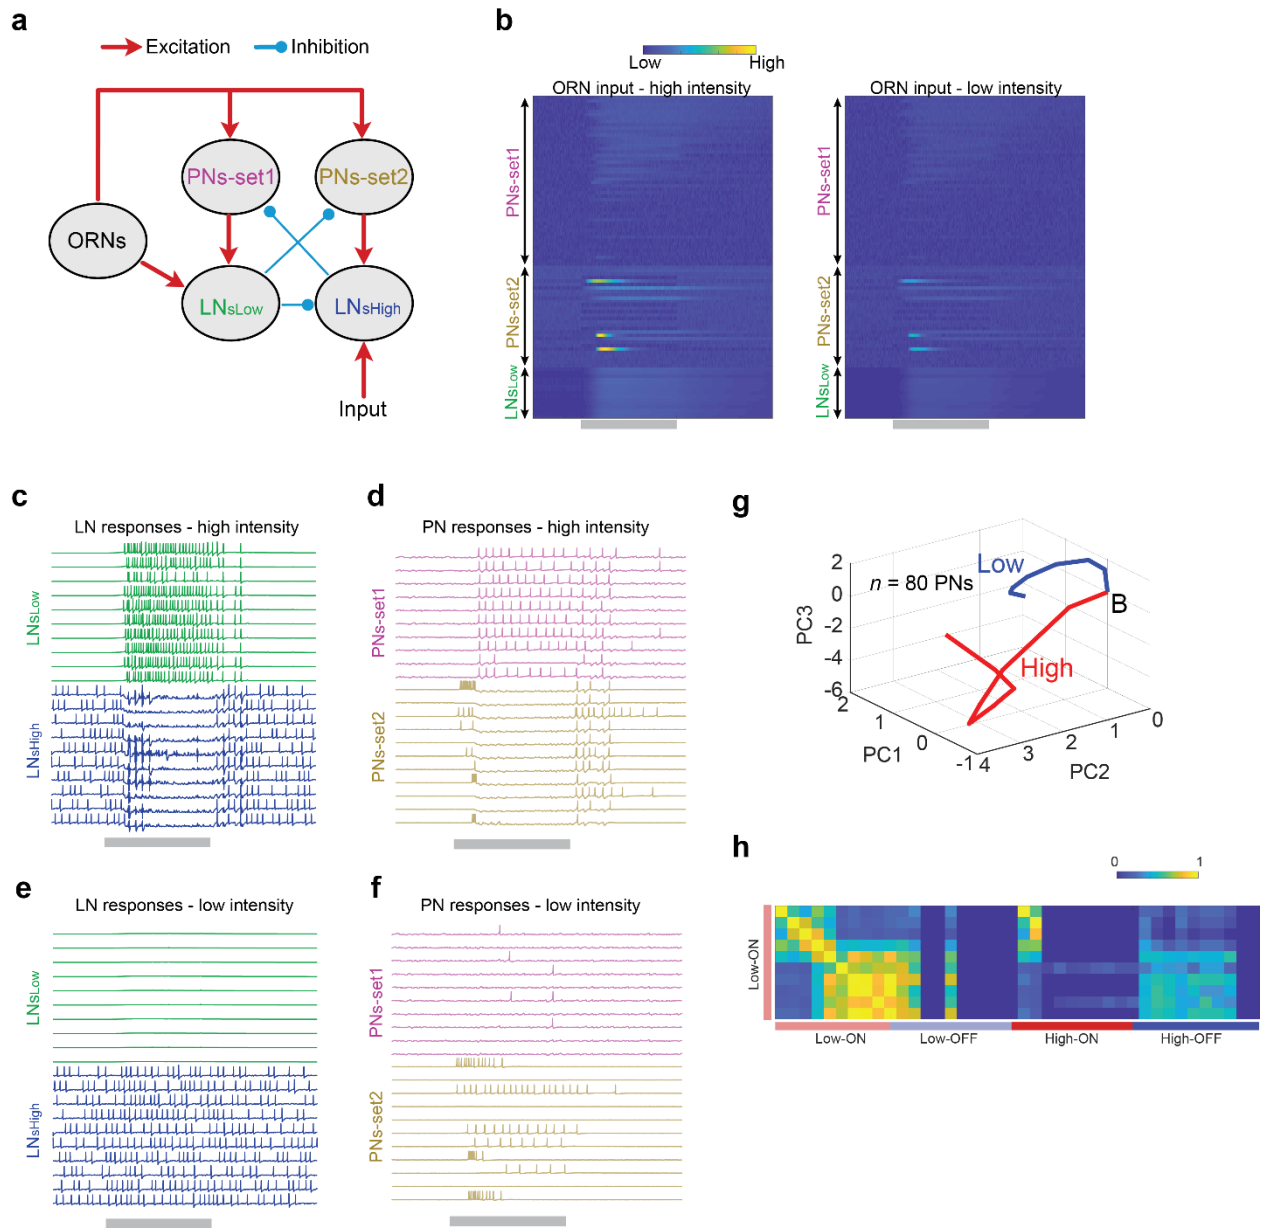 a
Excitation
Inhibition
PNs-set1
PNs-set2
ORNs
LNsLow
LNsHigh
Input
b
Low
High
ORN input - high intensity
ORN input - low intensity
PNs-set1
PNs-set2
LNsLow
PNs-set1
PNs-set2
LNsLow
c
LN responses - high intensity
LNsLow
LNsHigh
d
PN responses - high intensity
PNs-set1
PNs-set2
e
LN responses - low intensity
LNsLow
LNsHigh
f
PN responses - low intensity
PNs-set1
PNs-set2
g
2
0
-2
-4
-6
PC3
n = 80 PNs
Low
B
High
2
1
0
-1
PC1
4
3
2
1
0
PC2
h
0
1
Low-ON
Low-ON
Low-OFF
High-ON
High-OFF